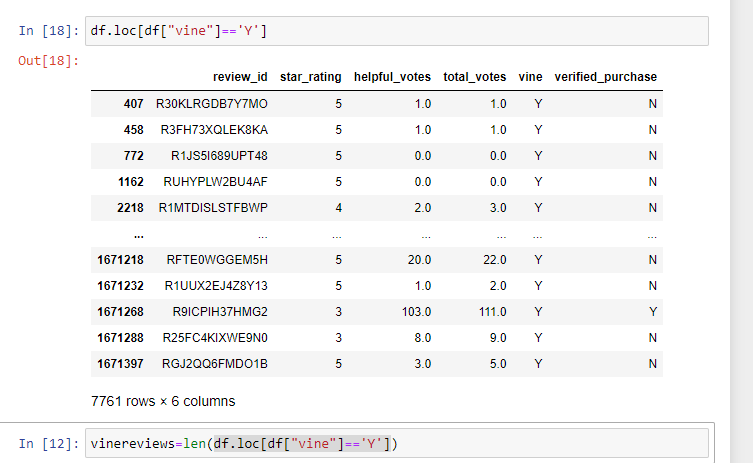 In [18]: df.loc[df["vine"]=='Y']
Out[18]:
review_id star_rating helpful_votes total_votes vine verified_purchase
407 R30KLRGDB7Y7MO 5 1.0 1.0 Y N
458 R3FH73XQLEK8KA 5 1.0 1.0 Y N
772 R1JS5I689UPT48 5 0.0 0.0 Y N
1162 RUHYPLW2BU4AF 5 0.0 0.0 Y N
2218 R1MTDISLSTFBWP 4 2.0 3.0 Y N
... ... ... ... ... ... ...
1671218 RFTE0WGGEM5H 5 20.0 22.0 Y N
1671232 R1UUX2EJ4Z8Y13 5 1.0 2.0 Y N
1671268 R9ICPIH37HMG2 3 103.0 111.0 Y Y
1671288 R25FC4KIXWE9N0 3 8.0 9.0 Y N
1671397 RGJ2QQ6FMDO1B 5 3.0 5.0 Y N
7761 rows × 6 columns
In [12]: vinereviews=len(df.loc[df["vine"]=='Y'])